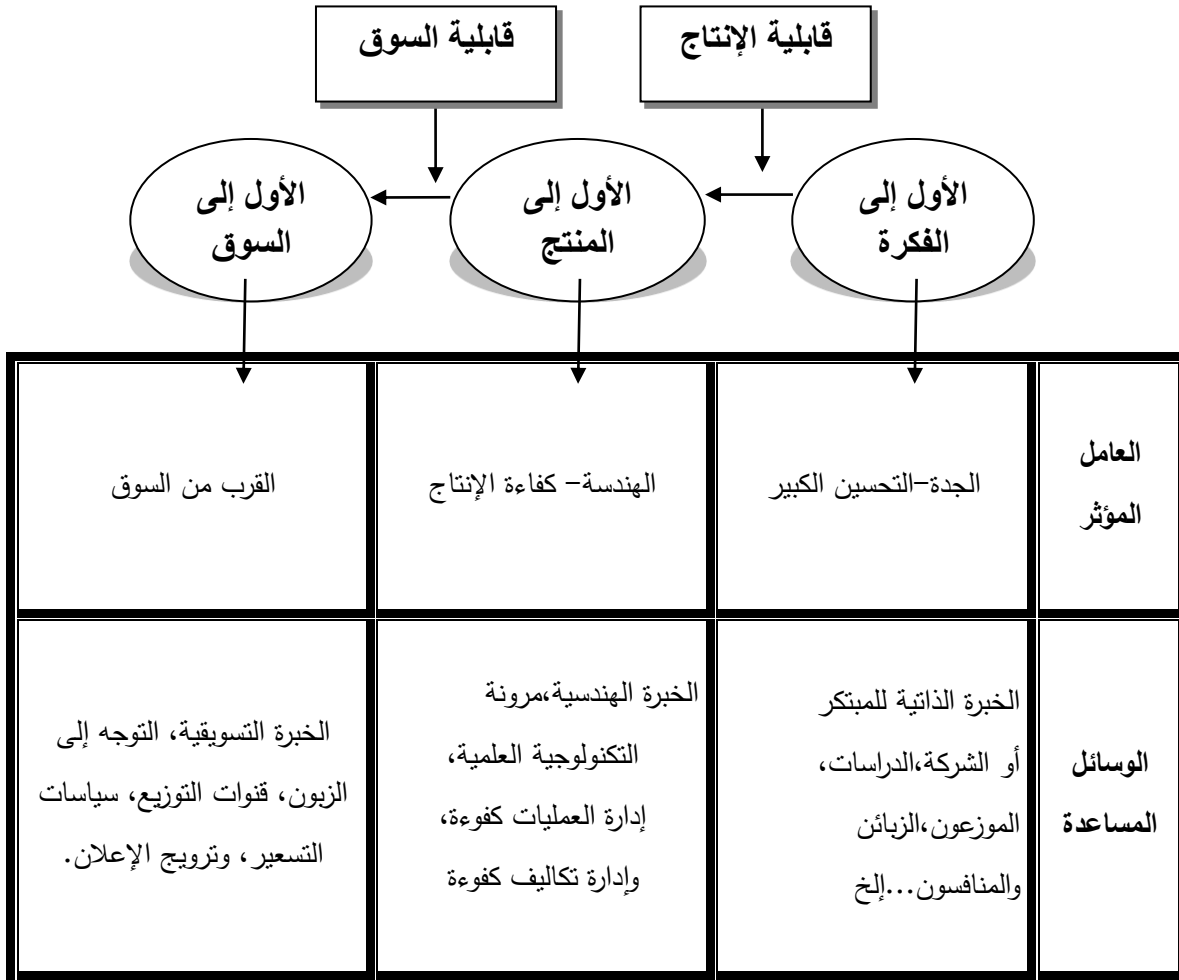 قابلية الإنتاج
قابلية السوق
الأول إلى
الفكرة
الأول إلى
المنتج
الأول إلى
السوق
العامل
المؤثر
الجدة–التحسين الكبير
الهندسة– كفاءة الإنتاج
القرب من السوق
الوسائل
المساعدة
الخبرة الذاتية للمبتكر
أو الشركة،الدراسات،
الموزعون،الزبائن
والمنافسون...إلخ
الخبرة الهندسية،مرونة
التكنولوجية العلمية،
إدارة العمليات كفوءة،
وإدارة تكاليف كفوءة
الخبرة التسويقية، التوجه إلى
الزبون، قنوات التوزيع، سياسات
التسعير، وترويج الإعلان.